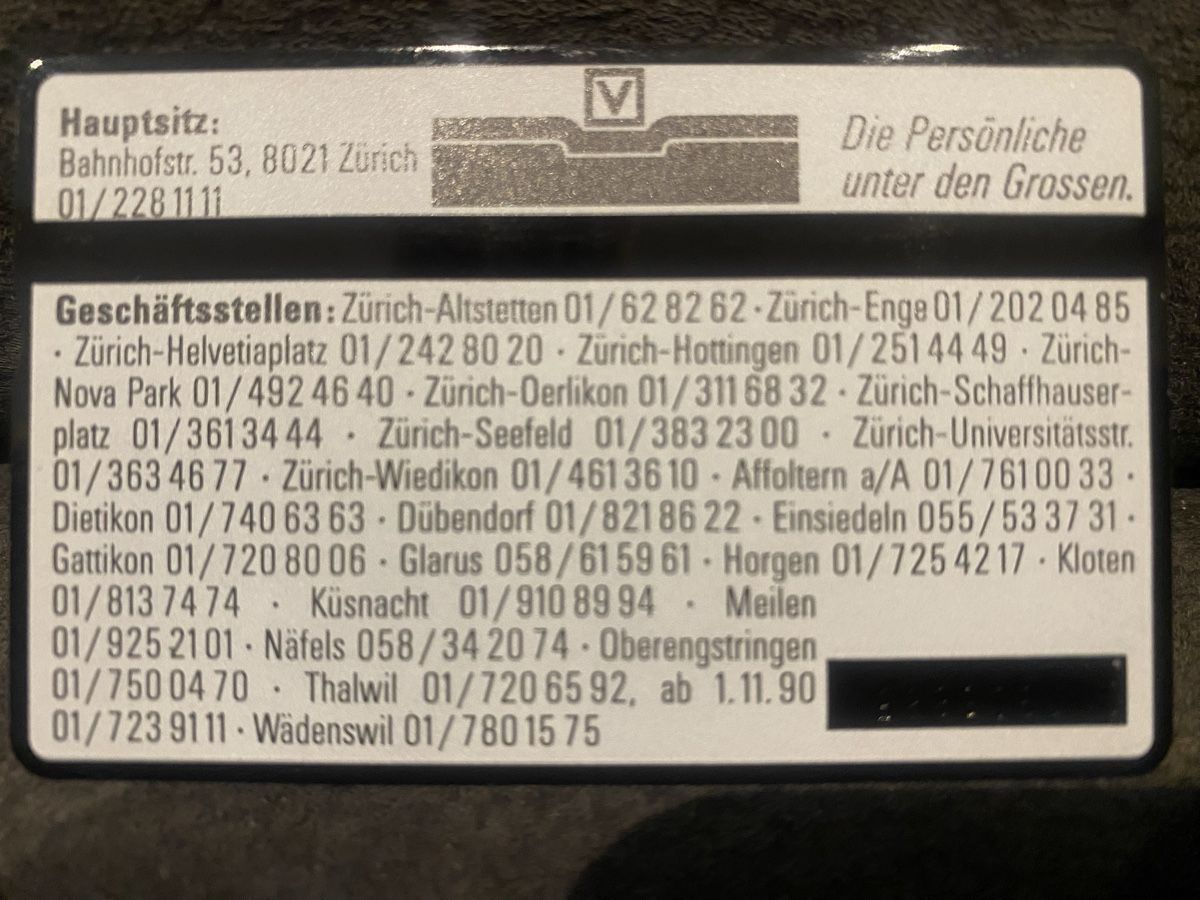 Hauptsitz:
Bahnhofstr. 53, 8021 Zürich
01/228 11 11
V
Die Persönliche
unter den Grossen.
Geschäftsstellen: Zürich-Altstetten 01/62 82 62 · Zürich-Enge 01/202 04 85
· Zürich-Helvetiaplatz 01/242 80 20 · Zürich-Hottingen 01/251 44 49 · Zürich-
Nova Park 01/492 46 40 · Zürich-Oerlikon 01/311 68 32 · Zürich-Schaffhauser-
platz 01/361 34 44 · Zürich-Seefeld 01/383 23 00 · Zürich-Universitätsstr.
01/363 46 77 · Zürich-Wiedikon 01/461 36 10 · Affoltern a/A 01/761 00 33 ·
Dietikon 01/740 63 63 · Dübendorf 01/821 86 22 · Einsiedeln 055/53 37 31 ·
Gattikon 01/720 80 06 · Glarus 058/61 59 61 · Horgen 01/725 42 17 · Kloten
01/813 74 74 · Küsnacht 01/910 89 94 · Meilen
01/925 21 01 · Näfels 058/34 20 74 · Oberengstringen
01/750 04 70 · Thalwil 01/720 65 92, ab 1.11.90
01/723 91 11 · Wädenswil 01/780 15 75